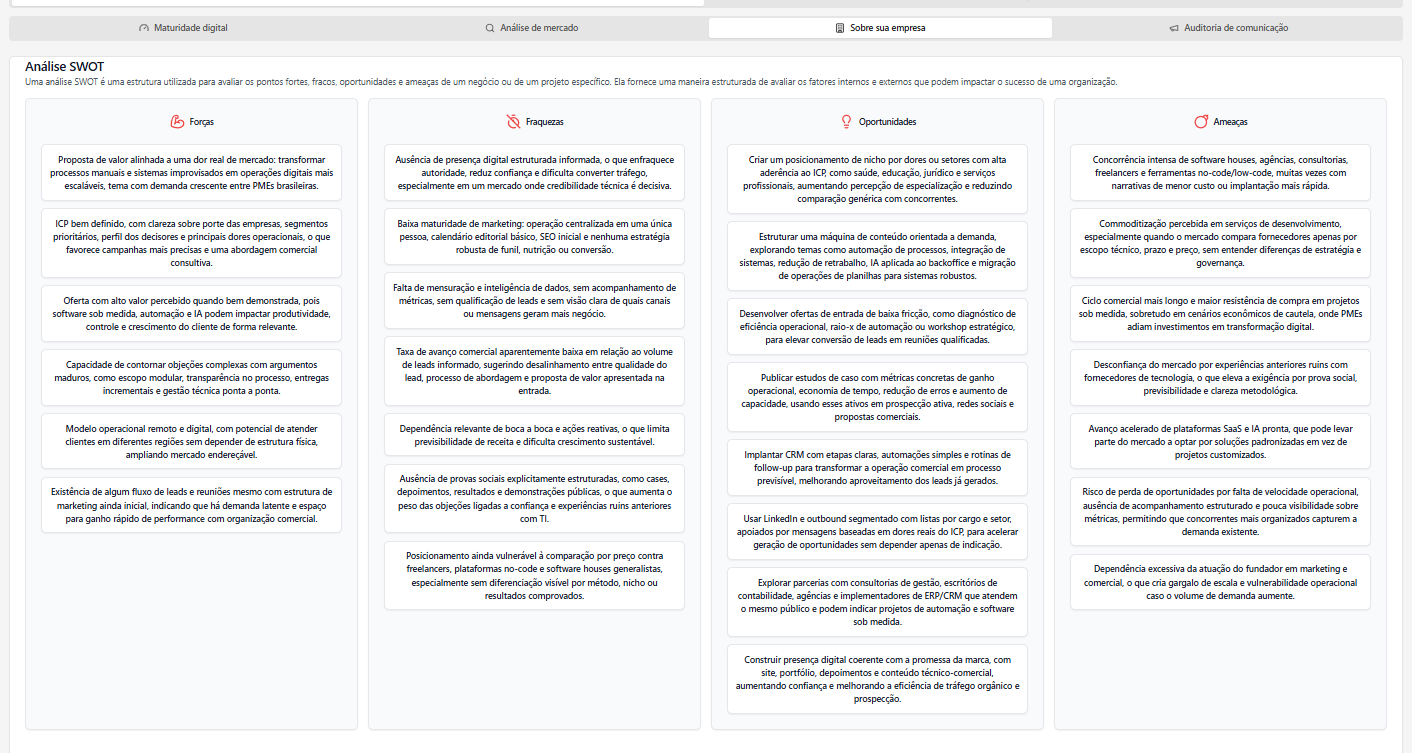 Maturidade digital
Análise de mercado
Sobre sua empresa
Auditoria de comunicação
Análise SWOT
Uma análise SWOT é uma estrutura utilizada para avaliar os pontos fortes, fracos, oportunidades e ameaças de um negócio ou de um projeto específico. Ela fornece uma maneira estruturada de avaliar os fatores internos e externos que podem impactar o sucesso de uma organização.
Forças
Proposta de valor alinhada a uma dor real de mercado: transformar
processos manuais e sistemas improvisados em operações digitais mais
escaláveis, tema com demanda crescente entre PMEs brasileiras.
ICP bem definido, com clareza sobre porte das empresas, segmentos
prioritários, perfil dos decisores e principais dores operacionais, o que
favorece campanhas mais precisas e uma abordagem comercial
consultiva.
Oferta com alto valor percebido quando bem demonstrada, pois
software sob medida, automação e IA podem impactar produtividade,
controle e crescimento do cliente de forma relevante.
Capacidade de contornar objeções complexas com argumentos
maduros, como escopo modular, transparência no processo, entregas
incrementais e gestão técnica ponta a ponta.
Modelo operacional remoto e digital, com potencial de atender
clientes em diferentes regiões sem depender de estrutura física,
ampliando mercado endereçável.
Existência de algum fluxo de leads e reuniões mesmo com estrutura de
marketing ainda inicial, indicando que há demanda latente e espaço
para ganho rápido de performance com organização comercial.
Fraquezas
Ausência de presença digital estruturada informada, o que enfraquece
autoridade, reduz confiança e dificulta converter tráfego,
especialmente em um mercado onde credibilidade técnica é decisiva.
Baixa maturidade de marketing: operação centralizada em uma única
pessoa, calendário editorial básico, SEO inicial e nenhuma estratégia
robusta de funil, nutrição ou conversão.
Falta de mensuração e inteligência de dados, sem acompanhamento de
métricas, sem qualificação de leads e sem visão clara de quais canais
ou mensagens geram mais negócio.
Taxa de avanço comercial aparentemente baixa em relação ao volume
de leads informado, sugerindo desalinhamento entre qualidade do
lead, processo de abordagem e proposta de valor apresentada na
entrada.
Dependência relevante de boca a boca e ações reativas, o que limita
previsibilidade de receita e dificulta crescimento sustentável.
Ausência de provas sociais explicitamente estruturadas, como cases,
depoimentos, resultados e demonstrações públicas, o que aumenta o
peso das objeções ligadas a confiança e experiências ruins anteriores
com TI.
Posicionamento ainda vulnerável à comparação por preço contra
freelancers, plataformas no-code e software houses generalistas,
especialmente sem diferenciação visível por método, nicho ou
resultados comprovados.
Oportunidades
Criar um posicionamento de nicho por dores ou setores com alta
aderência ao ICP, como saúde, educação, jurídico e serviços
profissionais, aumentando percepção de especialização e reduzindo
comparação genérica com concorrentes.
Estruturar uma máquina de conteúdo orientada a demanda,
explorando temas como automação de processos, integração de
sistemas, redução de retrabalho, IA aplicada ao backoffice e migração
de operações de planilhas para sistemas robustos.
Desenvolver ofertas de entrada de baixa fricção, como diagnóstico de
eficiência operacional, raio-x de automação ou workshop estratégico,
para elevar conversão de leads em reuniões qualificadas.
Publicar estudos de caso com métricas concretas de ganho
operacional, economia de tempo, redução de erros e aumento de
capacidade, usando esses ativos em prospecção ativa, redes sociais e
propostas comerciais.
Implantar CRM com etapas claras, automações simples e rotinas de
follow-up para transformar a operação comercial em processo
previsível, melhorando aproveitamento dos leads já gerados.
Usar LinkedIn e outbound segmentado com listas por cargo e setor,
apoiados por mensagens baseadas em dores reais do ICP, para acelerar
geração de oportunidades sem depender apenas de indicação.
Explorar parcerias com consultorias de gestão, escritórios de
contabilidade, agências e implementadores de ERP/CRM que atendem
o mesmo público e podem indicar projetos de automação e software
sob medida.
Construir presença digital coerente com a promessa da marca, com
site, portfólio, depoimentos e conteúdo técnico-comercial,
aumentando confiança e melhorando a eficiência de tráfego orgânico e
prospecção.
Ameaças
Concorrência intensa de software houses, agências, consultorias,
freelancers e ferramentas no-code/low-code, muitas vezes com
narrativas de menor custo ou implantação mais rápida.
Commoditização percebida em serviços de desenvolvimento,
especialmente quando o mercado compara fornecedores apenas por
escopo técnico, prazo e preço, sem entender diferenças de estratégia e
governança.
Ciclo comercial mais longo e maior resistência de compra em projetos
sob medida, sobretudo em cenários econômicos de cautela, onde PMEs
adiam investimentos em transformação digital.
Desconfiança do mercado por experiências anteriores ruins com
fornecedores de tecnologia, o que eleva a exigência por prova social,
previsibilidade e clareza metodológica.
Avanço acelerado de plataformas SaaS e IA pronta, que pode levar
parte do mercado a optar por soluções padronizadas em vez de
projetos customizados.
Risco de perda de oportunidades por falta de velocidade operacional,
ausência de acompanhamento estruturado e pouca visibilidade sobre
métricas, permitindo que concorrentes mais organizados capturem a
demanda existente.
Dependência excessiva da atuação do fundador em marketing e
comercial, o que cria gargalo de escala e vulnerabilidade operacional
caso o volume de demanda aumente.